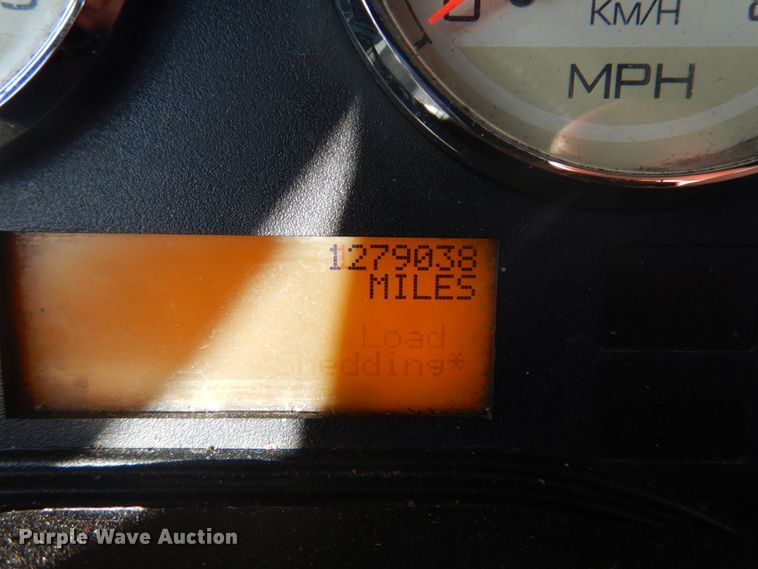 Km/H
MPH
1279038
MILES
Load
Shedding*
Purple Wave Auction